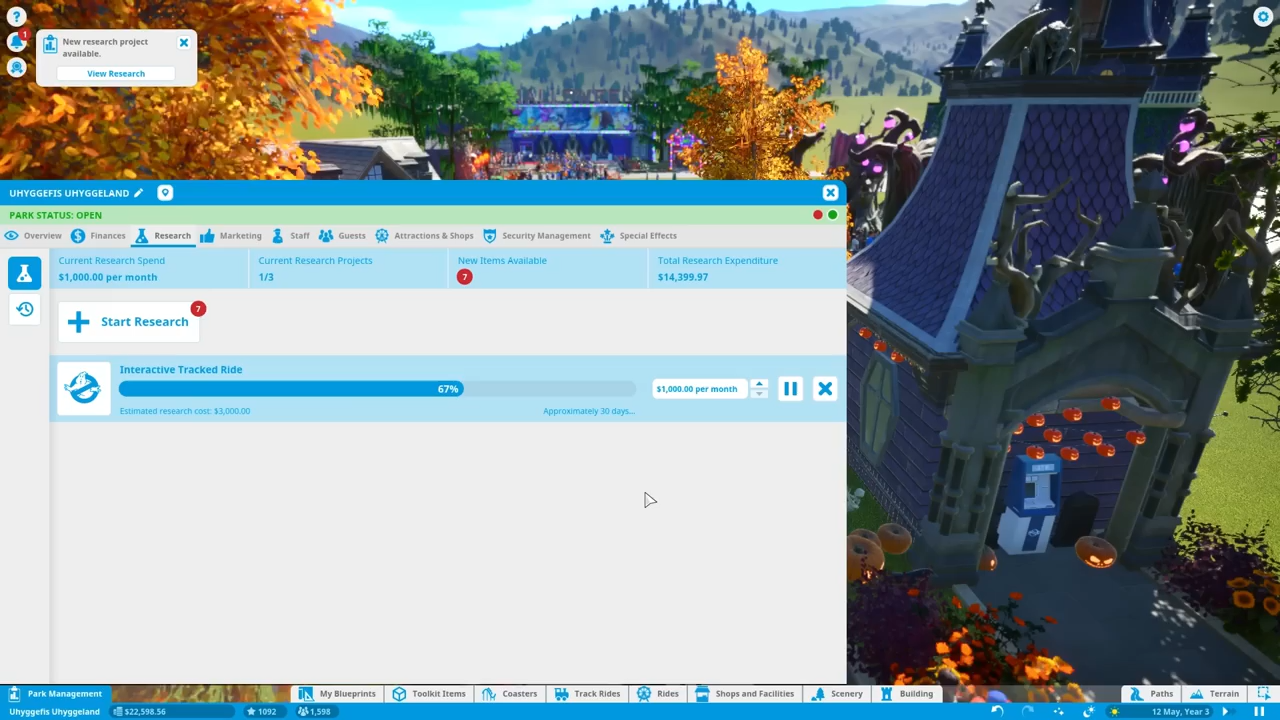 ?
1
New research project
available.
View Research
UHYGGEFIS UHYGGELAND
PARK STATUS: OPEN
Overview
Finances
Research
Marketing
Staff
Guests
Attractions & Shops
Security Management
Special Effects
Current Research Spend
$1,000.00 per month
Current Research Projects
1/3
New Items Available
7
Total Research Expenditure
$14,399.97
Start Research
7
Interactive Tracked Ride
67%
$1,000.00 per month
Estimated research cost: $3,000.00
Approximately 30 days...
Park Management
My Blueprints
Toolkit Items
Coasters
Track Rides
Rides
Shops and Facilities
Scenery
Building
Paths
Terrain
Uhyggefis Uhyggeland
$22,598.56
1092
1,598
12 May, Year 3